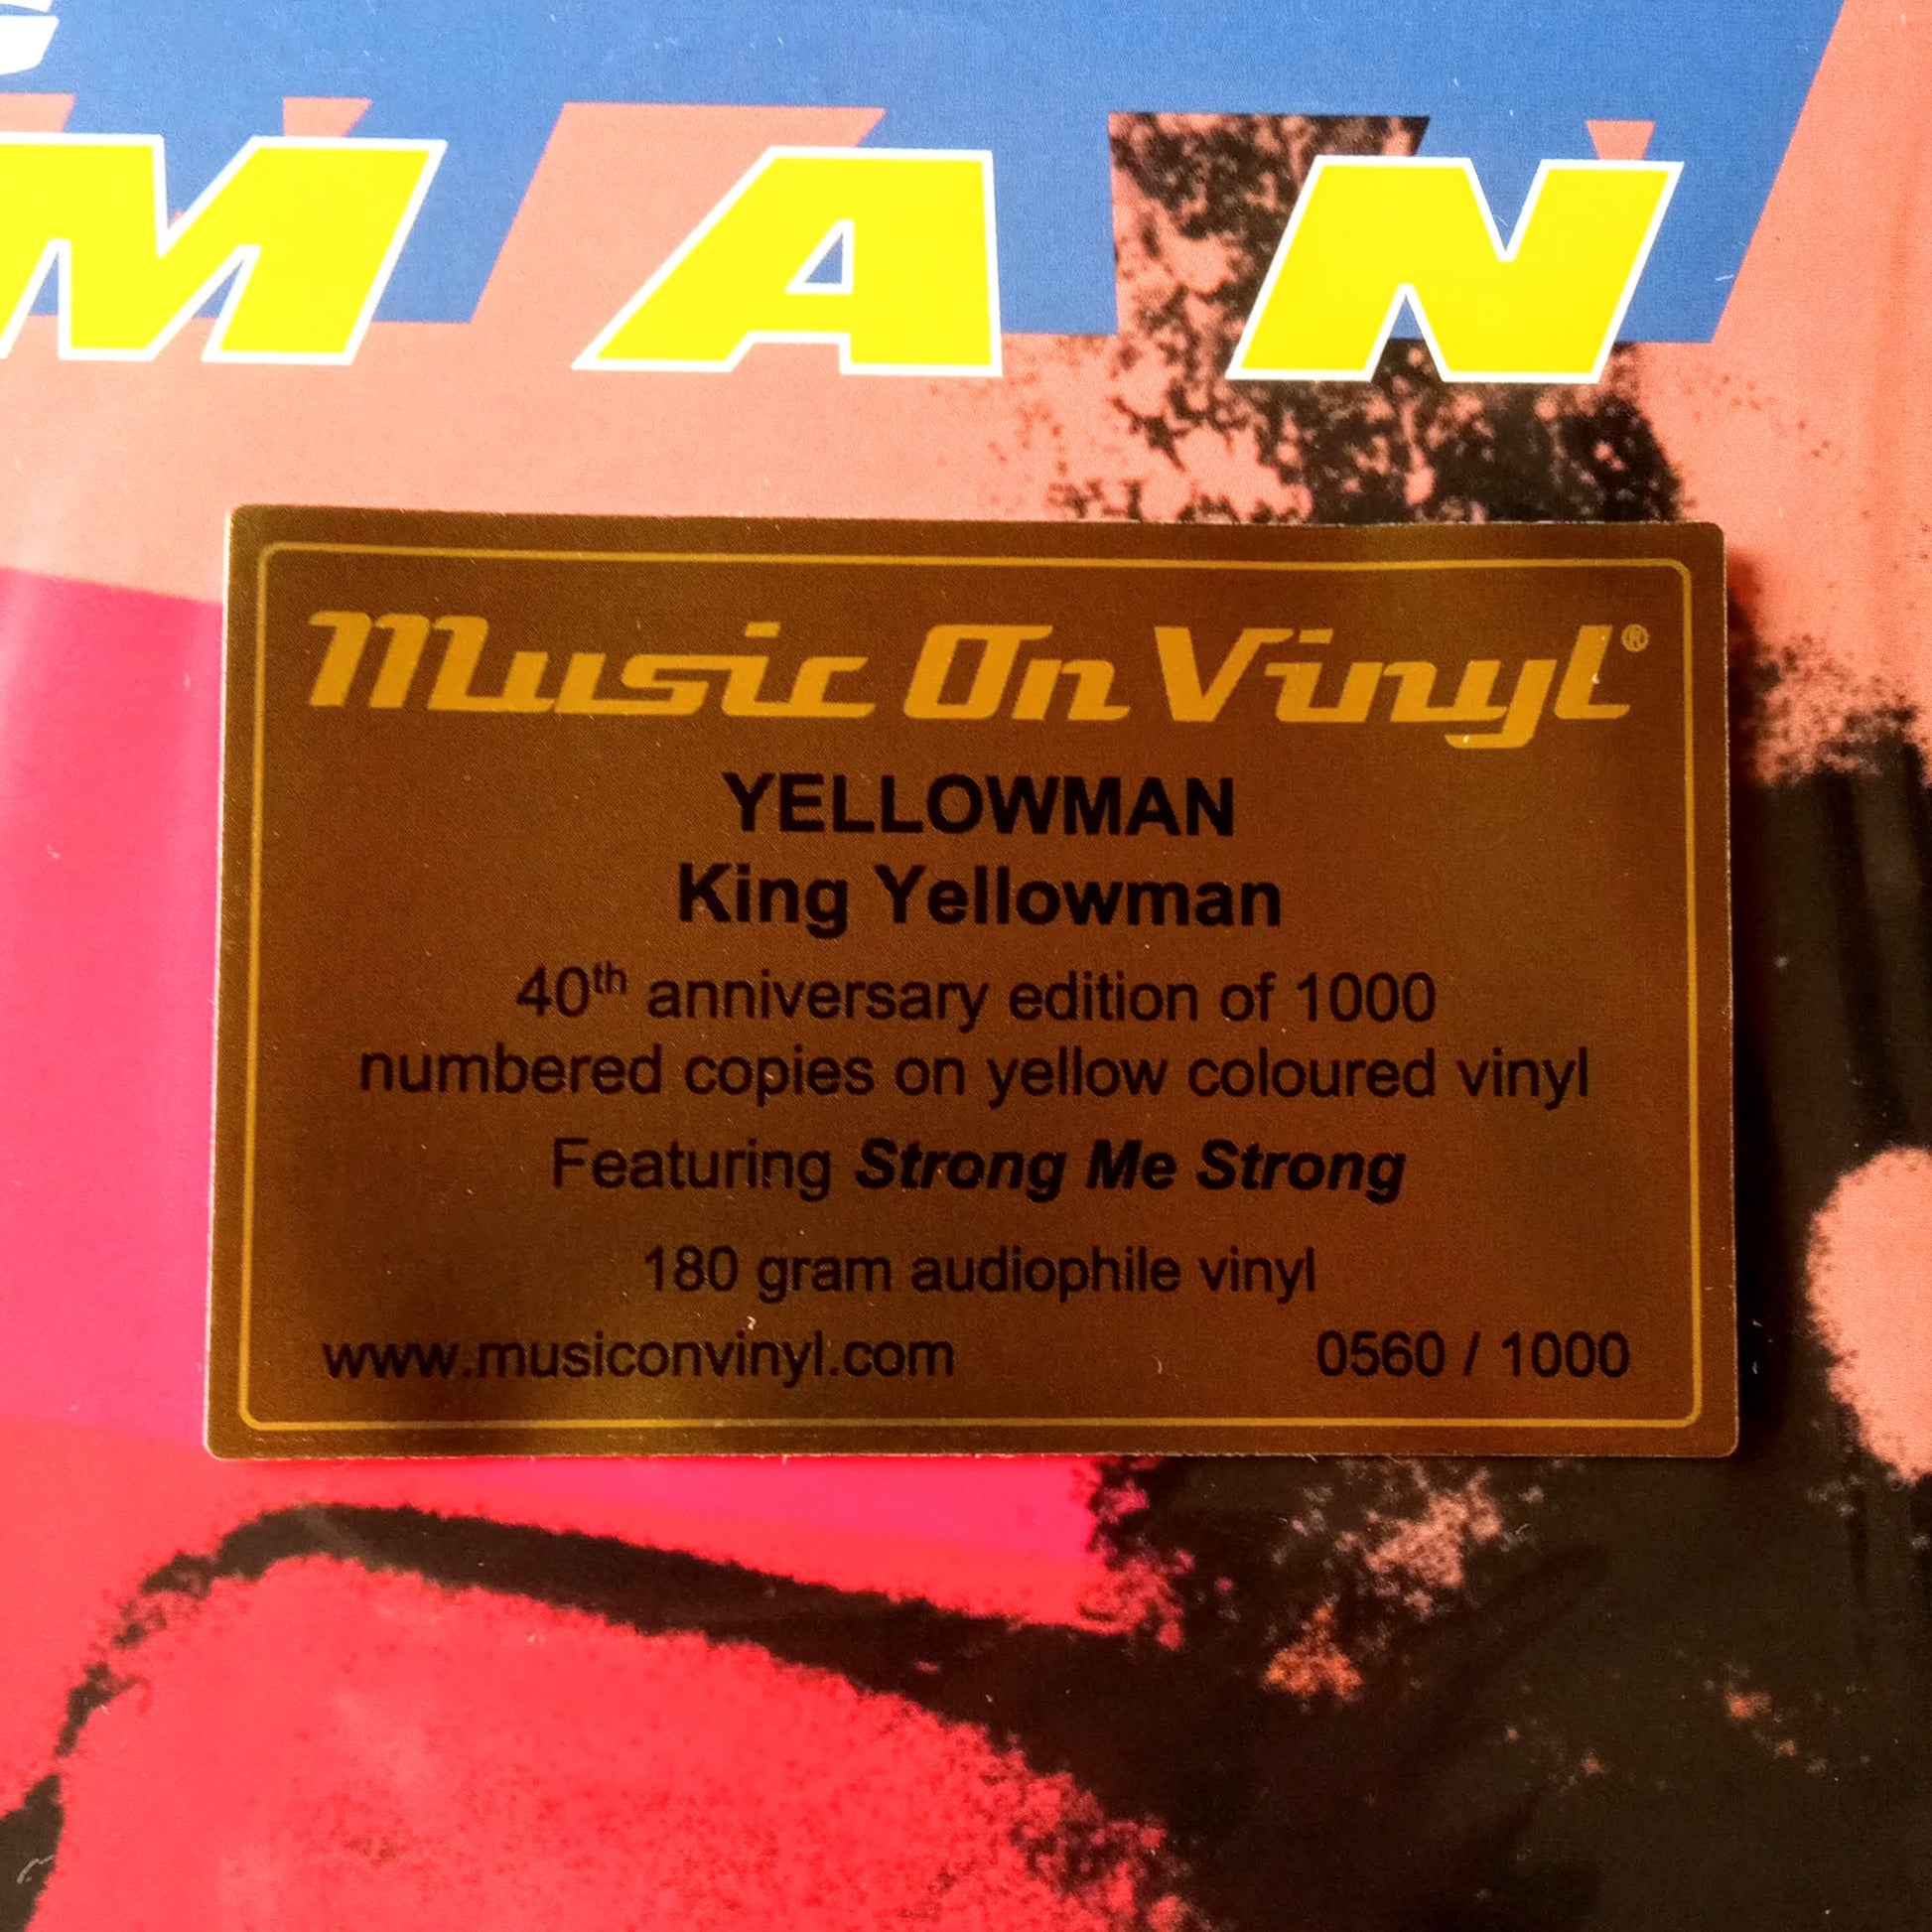 MAN
Music On Vinyl®
YELLOWMAN
King Yellowman
40th anniversary edition of 1000
numbered copies on yellow coloured vinyl
Featuring Strong Me Strong
180 gram audiophile vinyl
www.musiconvinyl.com 0560 / 1000